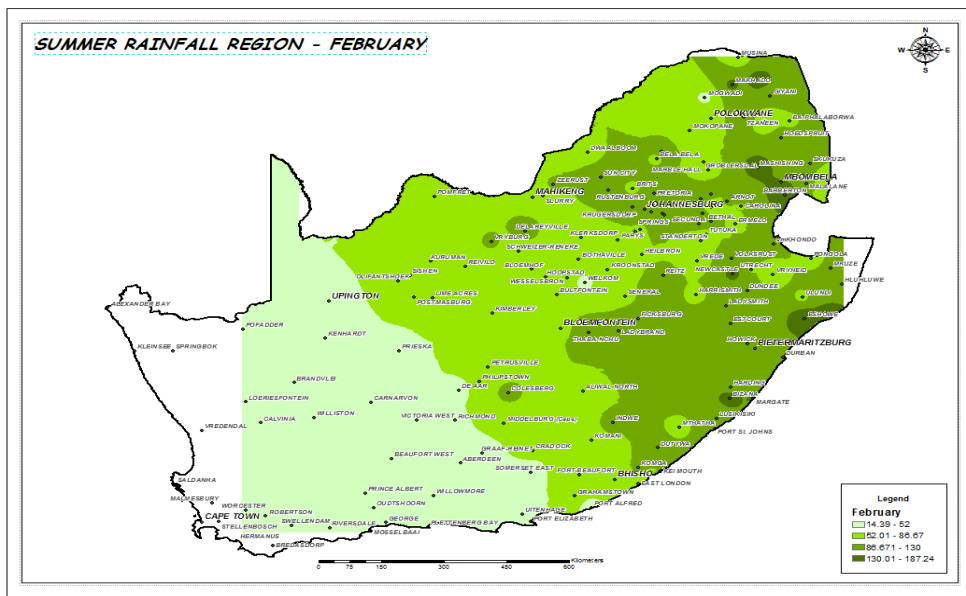 SUMMER RAINFALL REGION - FEBRUARY
N
W E
S
MUSINA
MAKHADO
MOGWADI GIYANI
POLOKWANE
TZANEEN BA-PHALABORWA
MOKOPANE HOEDSPRUIT
DWAALBOOM BELA BELA
MARBLE HALL GROBLERSDAL MASHISHING SKUKUZA
SUN CITY MBOMBELA
ZEERUST BRITS MALALANE
POMFRET MAHIKENG RUSTENBURG PRETORIA BARBERTON
SLURRY ARNOT
JOHANNESBURG CAROLINA
KRUGERSDORP SECUNDA BETHAL ERMELO
DELAREYVILLE SPRINGS TUTUKA
VRYBURG KLERKSDORP PARYS STANDERTON
SCHWEIZER-RENEKE HEILBRON VOLKSRUST PONGOLA
KURUMAN REIVILO BOTHAVILLE VREDE MKUZE
OLIFANTSHOEK SISHEN BLOEMHOF KROONSTAD NEWCASTLE UTRECHT VRYHEID
HOOPSTAD WELKOM REITZ HLUHLUWE
WESSELSBRON DUNDEE
UPINGTON LIME ACRES BULTFONTEIN SENEKAL HARRISMITH ULUNDI
POSTMASBURG
ALEXANDER BAY KIMBERLEY LADYSMITH
FICKSBURG ESHOWE
POFADDER BLOEMFONTEIN ESTCOURT
KENHARDT LADYBRAND
THABA NCHU HOWICK
KLEINSEE SPRINGBOK PRIESKA PIETERMARITZBURG
DURBAN
PETRUSVILLE
BRANDVLEI PHILIPSTOWN
DE AAR COLESBERG ALIWAL NORTH HARDING
LOERIESFONTEIN CARNARVON BIZANA
MARGATE
CALVINIA WILLISTON VICTORIA WEST RICHMOND MIDDELBURG (Cape) INDWE LUSIKISIKI
VREDENDAL MTHATHA PORT ST. JOHNS
KOMANI
GRAAF-REINET CRADOCK DUTYWA
BEAUFORT WEST ABERDEEN
SOMERSET EAST FORT BEAUFORT BHISHO KOMGA KEI MOUTH
SALDANHA EAST LONDON
PRINCE ALBERT WILLOWMORE GRAHAMSTOWN
MALMESBURY PORT ALFRED
WORCESTER OUDTSHOORN UITENHAGE
CAPE TOWN ROBERTSON PORT ELIZABETH
STELLENBOSCH SWELLENDAM RIVERSDALE GEORGE PLETTENBERG BAY
HERMANUS MOSSELBAAI
BREDASDORP
Kilometers
0 75 150 300 450 600
Legend
February
14.39 - 52
52.01 - 86.67
86.671 - 130
130.01 - 187.24